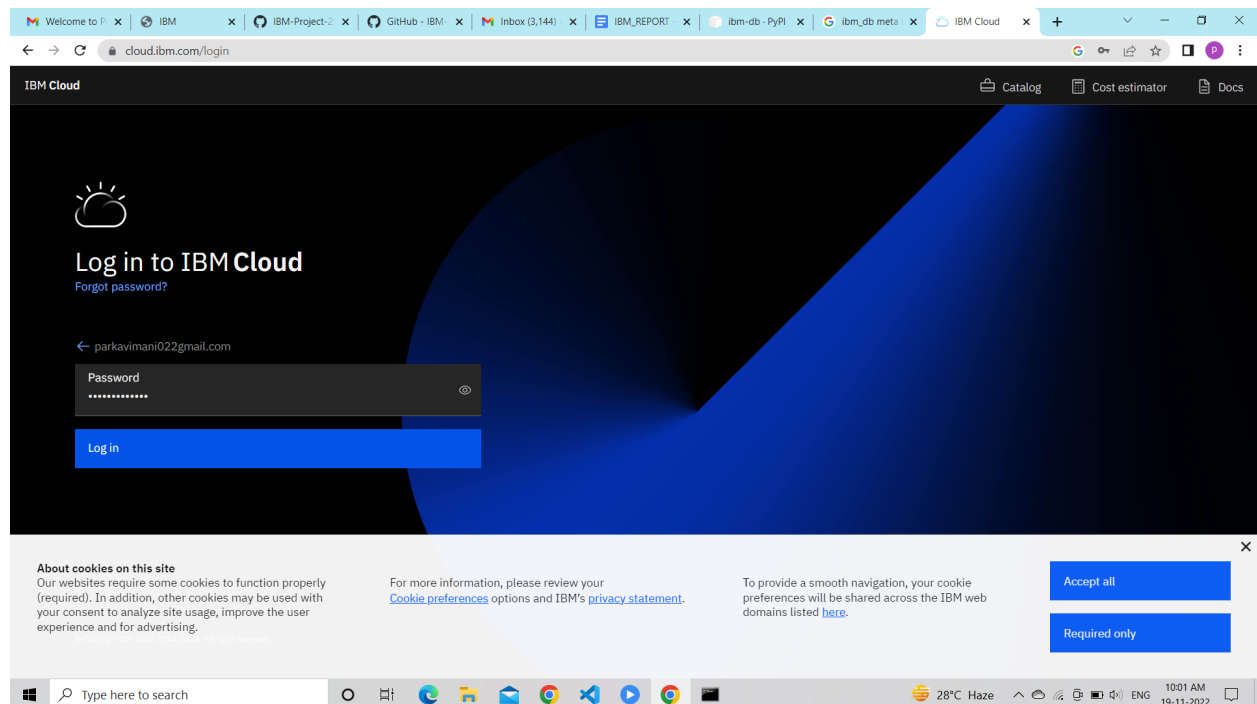 Welcome to P
IBM
IBM-Project-2
GitHub - IBM-
Inbox (3,144) -
IBM_REPORT -
ibm-db · PyPI
ibm_db meta
IBM Cloud
cloud.ibm.com/login
P
IBM Cloud
Catalog
Cost estimator
Docs
Log in to IBM Cloud
Forgot password?
parkavimani022gmail.com
Password
•••••••••••••
Log in
About cookies on this site
Our websites require some cookies to function properly
(required). In addition, other cookies may be used with
your consent to analyze site usage, improve the user
experience and for advertising.
For more information, please review your
Cookie preferences options and IBM's privacy statement.
To provide a smooth navigation, your cookie
preferences will be shared across the IBM web
domains listed here.
Accept all
Required only
Type here to search
28°C Haze
ENG
10:01 AM
19-11-2022